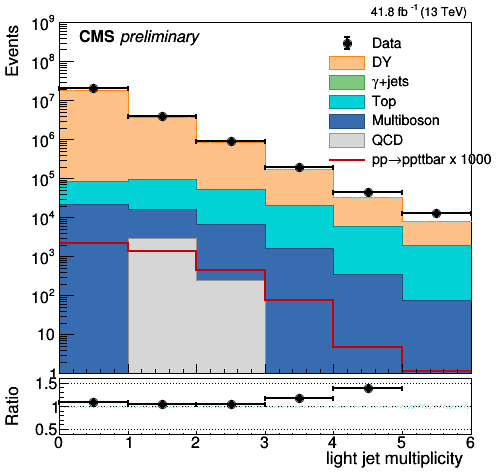 41.8 fb⁻¹ (13 TeV)
CMS preliminary
Events
10⁹
10⁸
10⁷
10⁶
10⁵
10⁴
10³
10²
10
1
Data
DY
γ+jets
Top
Multiboson
QCD
pp→ppttbar x 1000
Ratio
1.5
1
0.5
0 1 2 3 4 5 6
light jet multiplicity